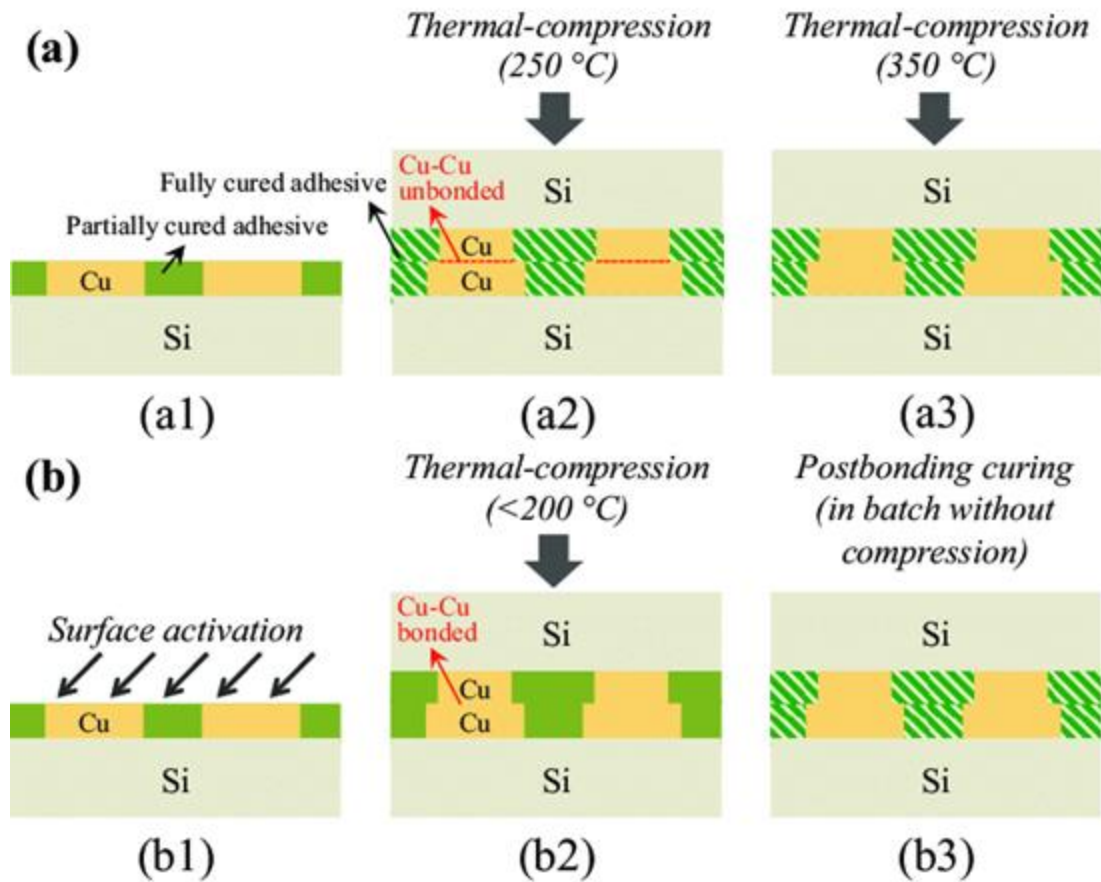 (a)
Thermal-compression
(250 °C)
Thermal-compression
(350 °C)
Fully cured adhesive
Partially cured adhesive
Cu-Cu
unbonded
Si
Cu
Cu
Si
Cu
Si
Si
Si
(a1)
(a2)
(a3)
(b)
Thermal-compression
(<200 °C)
Postbonding curing
(in batch without
compression)
Surface activation
Cu-Cu
bonded
Si
Cu
Cu
Si
Cu
Si
Si
Si
(b1)
(b2)
(b3)